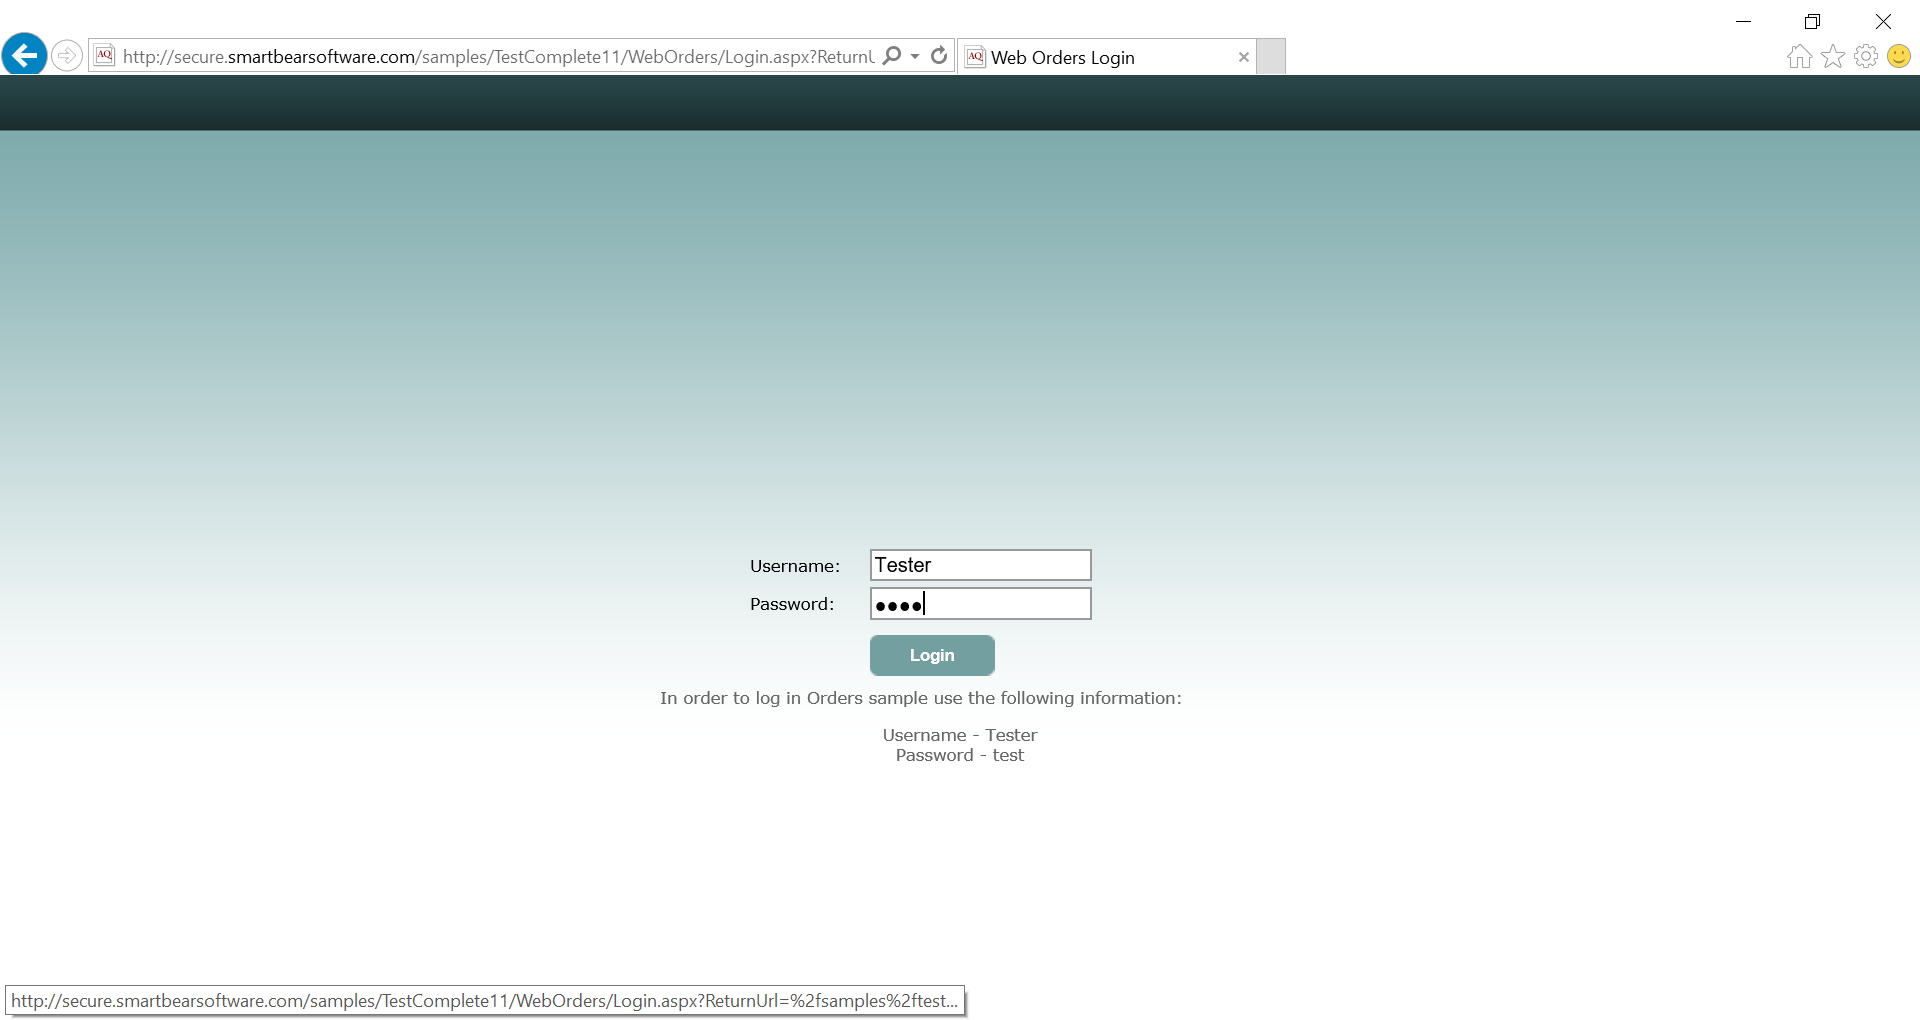 http://secure.smartbearsoftware.com/samples/TestComplete11/WebOrders/Login.aspx?Return
Web Orders Login
Username: Tester
Password: ●●●●
Login
In order to log in Orders sample use the following information:
Username - Tester
Password - test
http://secure.smartbearsoftware.com/samples/TestComplete11/WebOrders/Login.aspx?ReturnUrl=%2fsamples%2ftest...